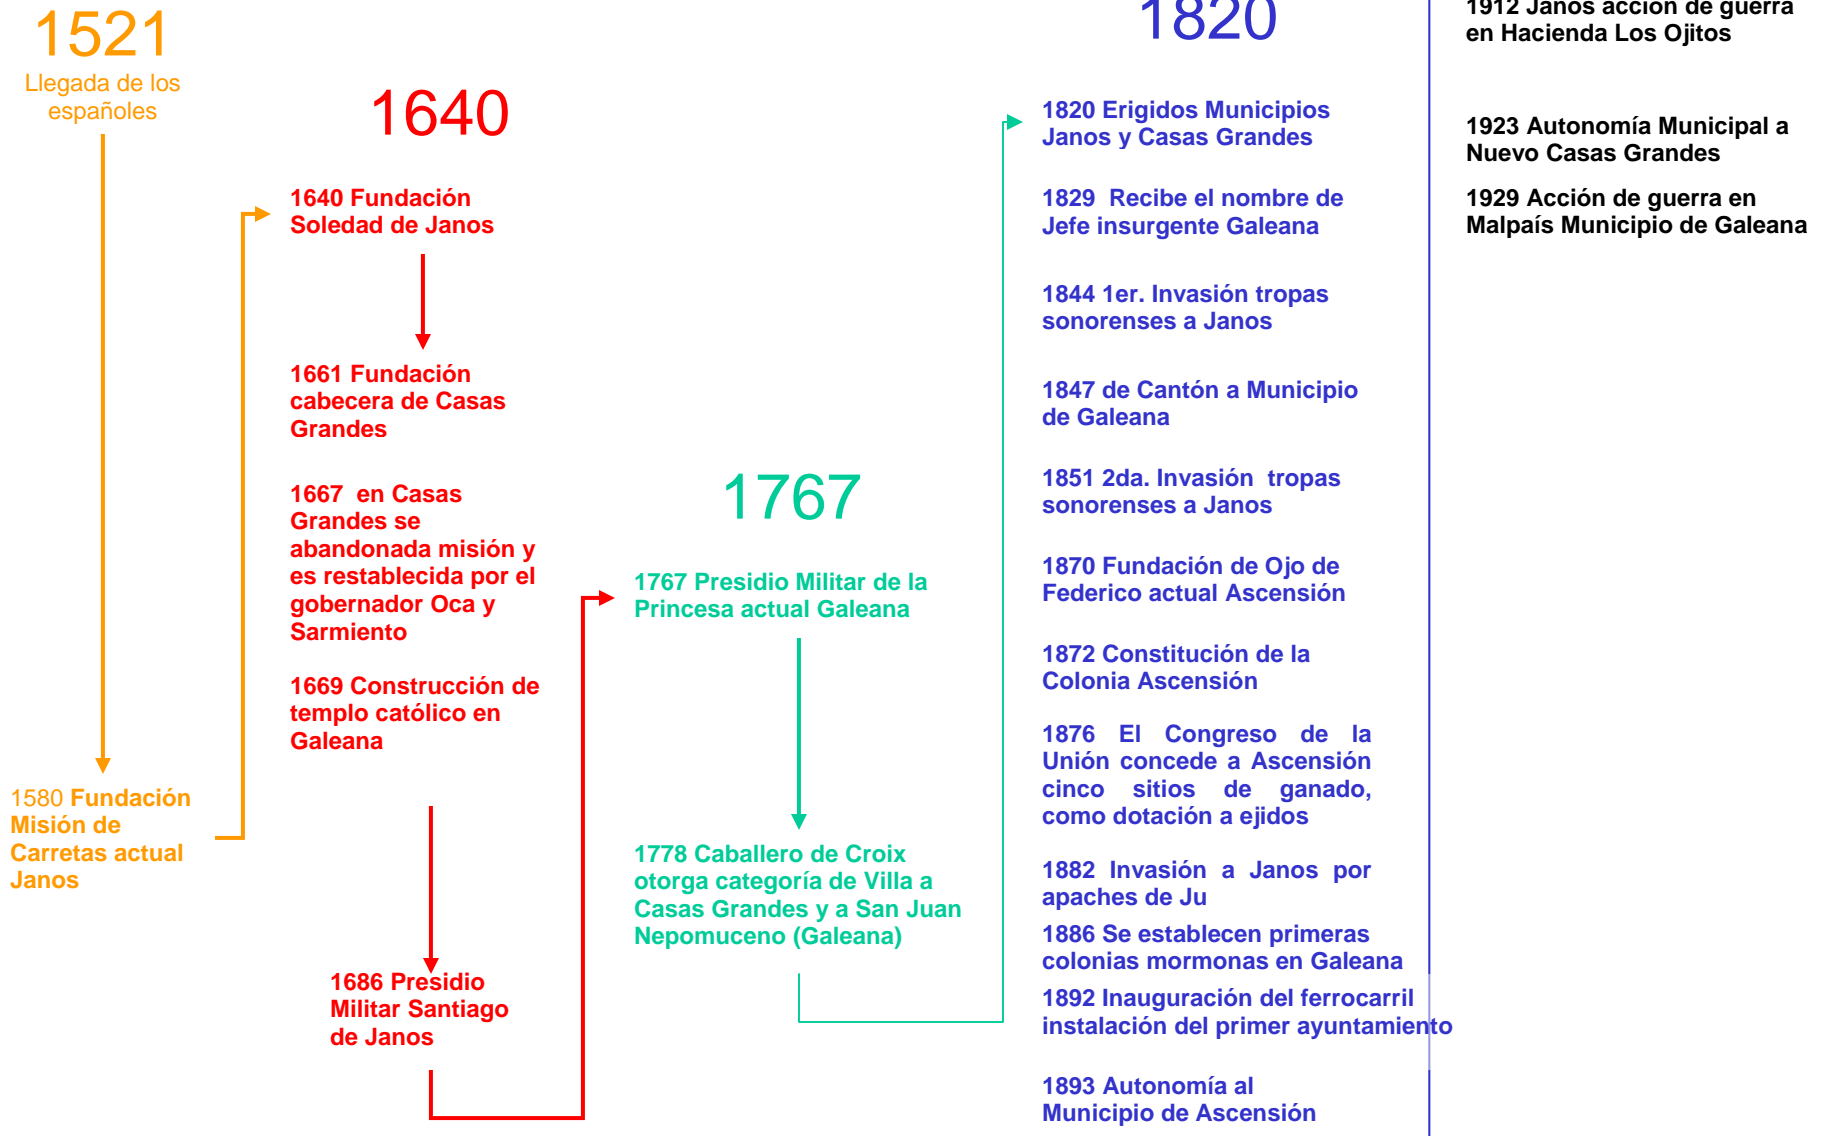 1521
Llegada de los
españoles
1580 Fundación
Misión de
Carretas actual
Janos
1640
1640 Fundación
Soledad de Janos
1661 Fundación
cabecera de Casas
Grandes
1667 en Casas
Grandes se
abandonada misión y
es restablecida por el
gobernador Oca y
Sarmiento
1669 Construcción de
templo católico en
Galeana
1686 Presidio
Militar Santiago
de Janos
1767
1767 Presidio Militar de la
Princesa actual Galeana
1778 Caballero de Croix
otorga categoría de Villa a
Casas Grandes y a San Juan
Nepomuceno (Galeana)
1820
1820 Erigidos Municipios
Janos y Casas Grandes
1829 Recibe el nombre de
Jefe insurgente Galeana
1844 1er. Invasión tropas
sonorenses a Janos
1847 de Cantón a Municipio
de Galeana
1851 2da. Invasión tropas
sonorenses a Janos
1870 Fundación de Ojo de
Federico actual Ascensión
1872 Constitución de la
Colonia Ascensión
1876 El Congreso de la
Unión concede a Ascensión
cinco sitios de ganado,
como dotación a ejidos
1882 Invasión a Janos por
apaches de Ju
1886 Se establecen primeras
colonias mormonas en Galeana
1892 Inauguración del ferrocarril
instalación del primer ayuntamiento
1893 Autonomía al
Municipio de Ascensión
1912 Janos acción de guerra
en Hacienda Los Ojitos
1923 Autonomía Municipal a
Nuevo Casas Grandes
1929 Acción de guerra en
Malpaís Municipio de Galeana